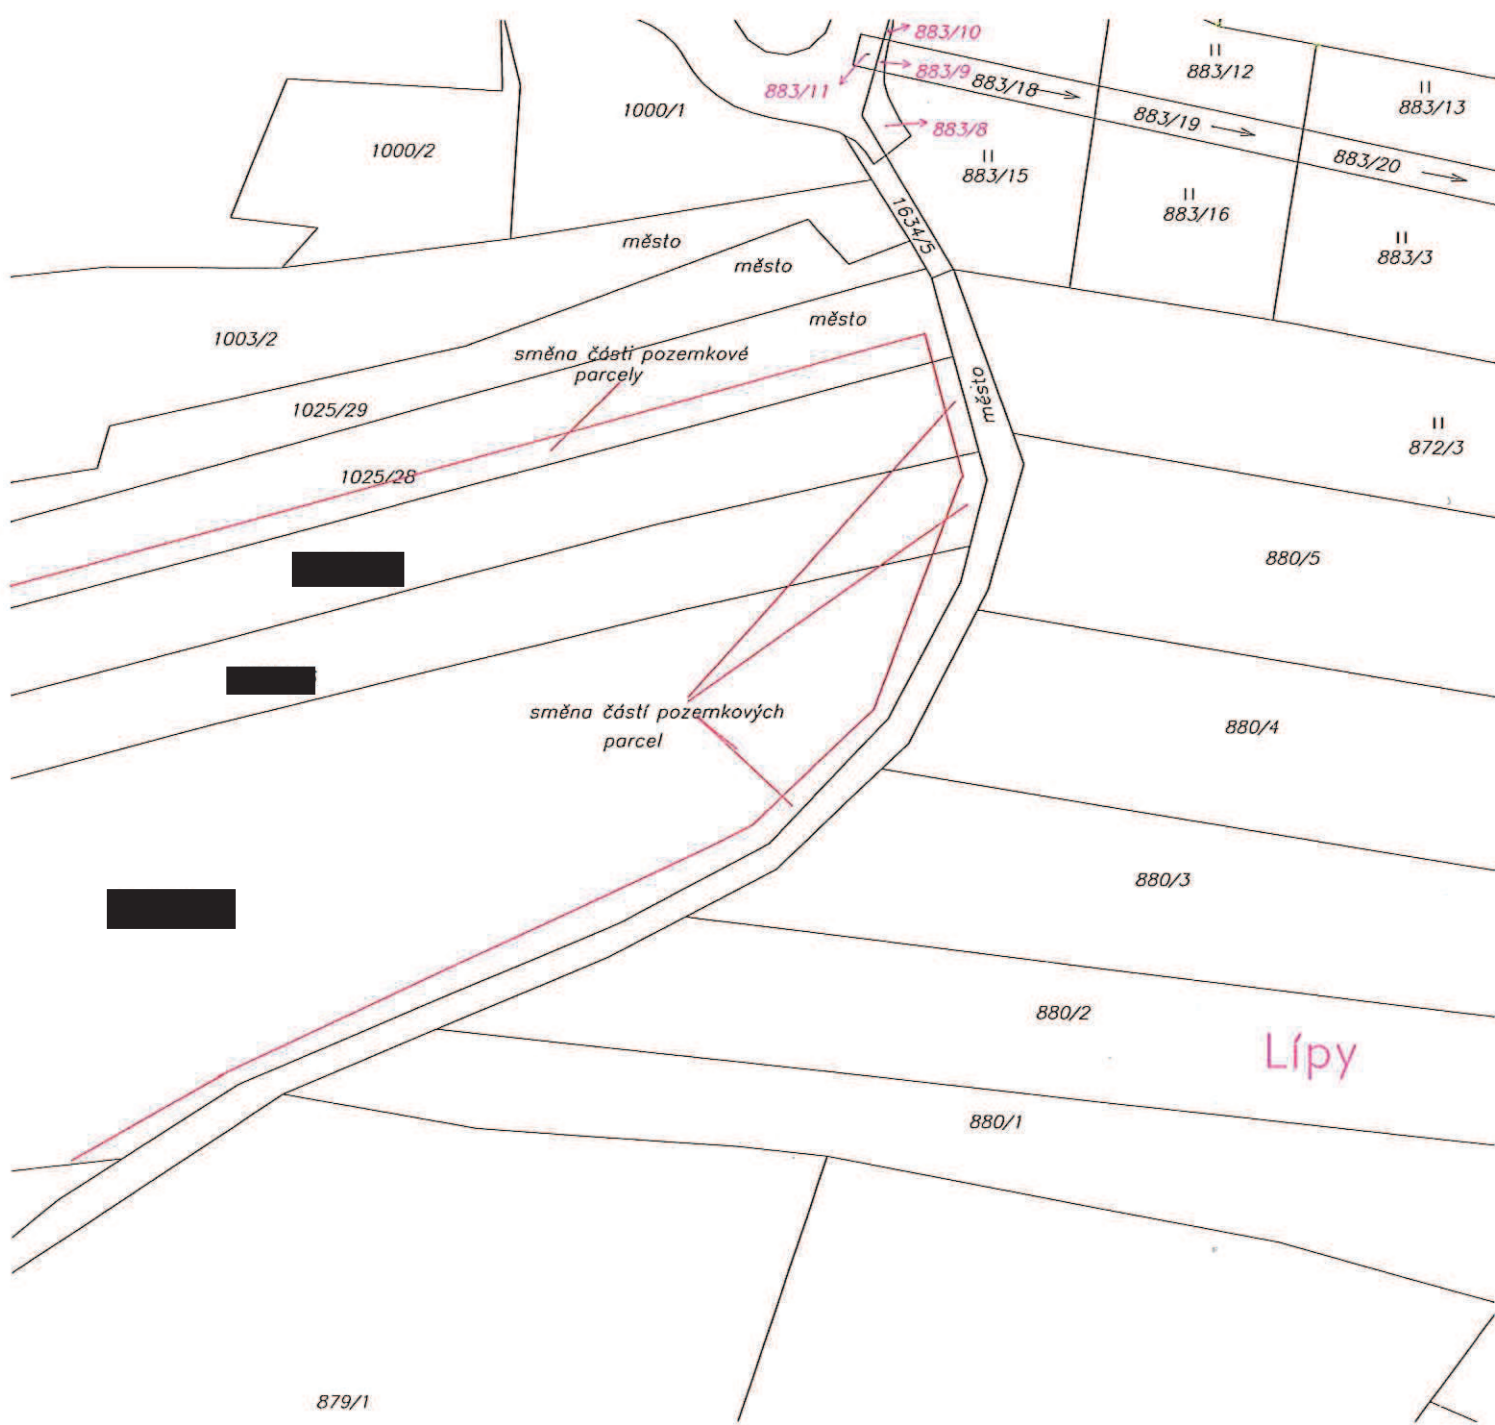 883/10
883/9
883/11
883/8
883/12
883/13
883/18
883/19
883/20
1000/1
1000/2
883/15
883/16
883/3
1634/5
město
město
město
město
1003/2
směna části pozemkové
parcely
1025/29
1025/28
872/3
880/5
směna částí pozemkových
parcel
880/4
880/3
880/2
Lípy
880/1
879/1